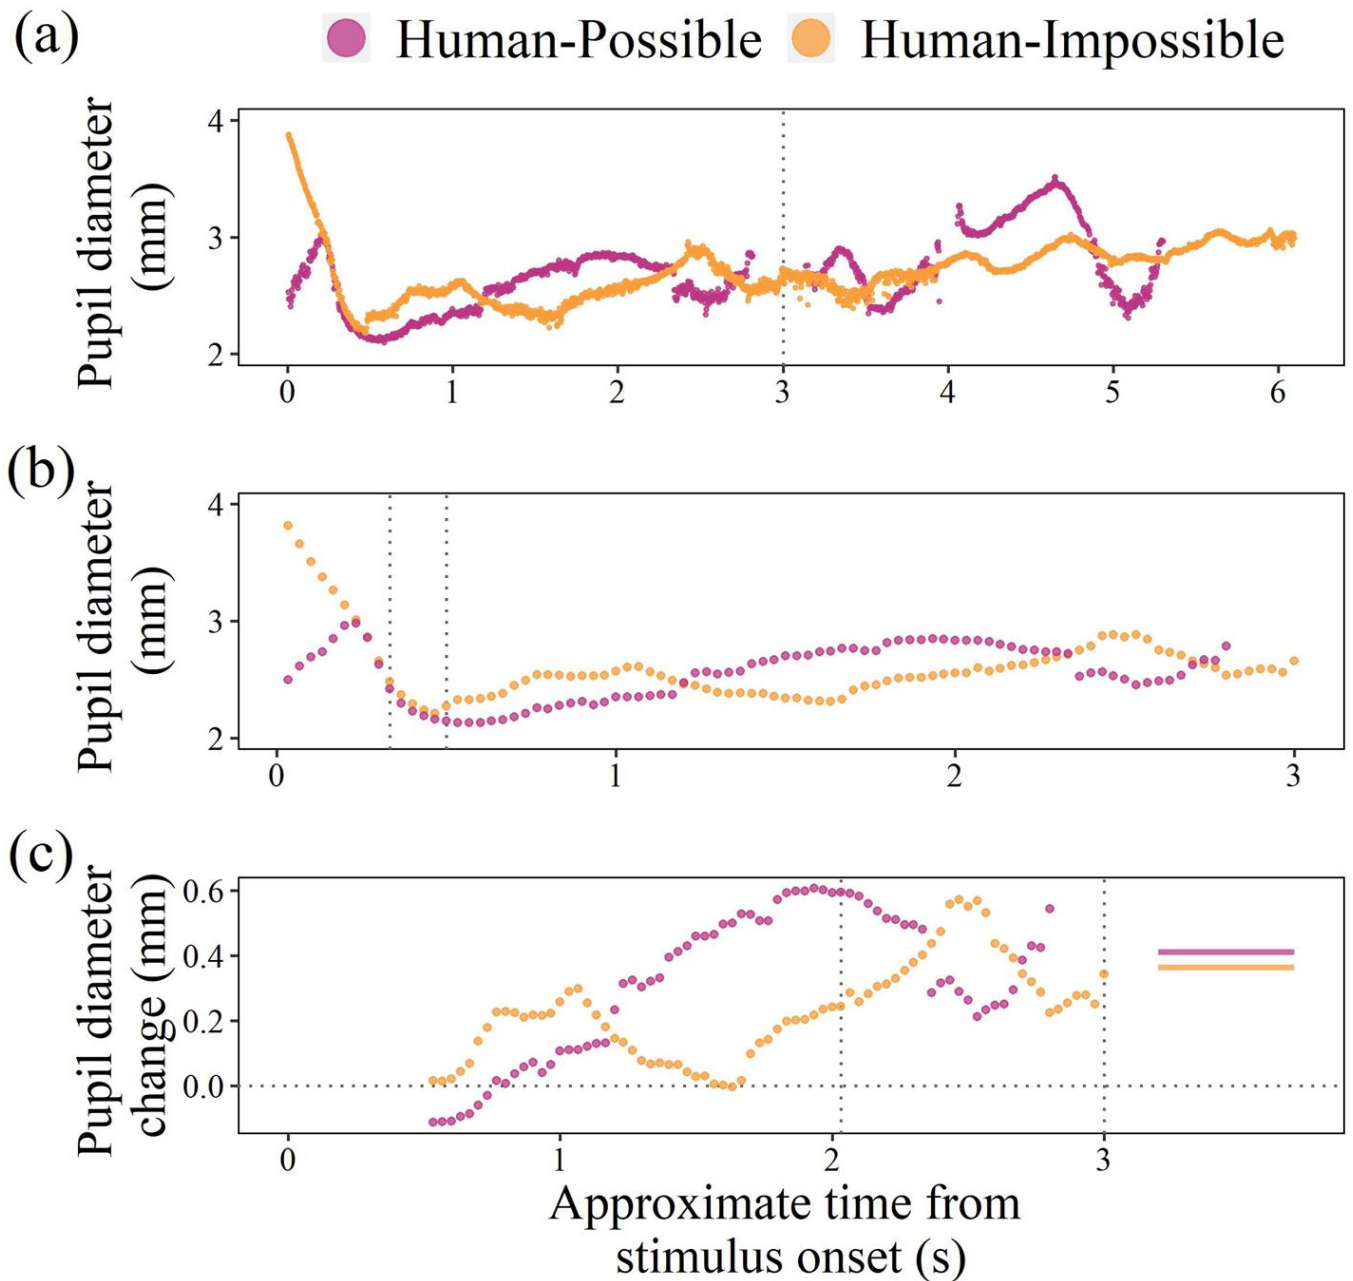 (a)
Human-Possible
Human-Impossible
Pupil diameter
(mm)
4
3
2
0 1 2 3 4 5 6
(b)
Pupil diameter
(mm)
4
3
2
0 1 2 3
(c)
Pupil diameter
change (mm)
0.6
0.4
0.2
0.0
0 1 2 3
Approximate time from
stimulus onset (s)